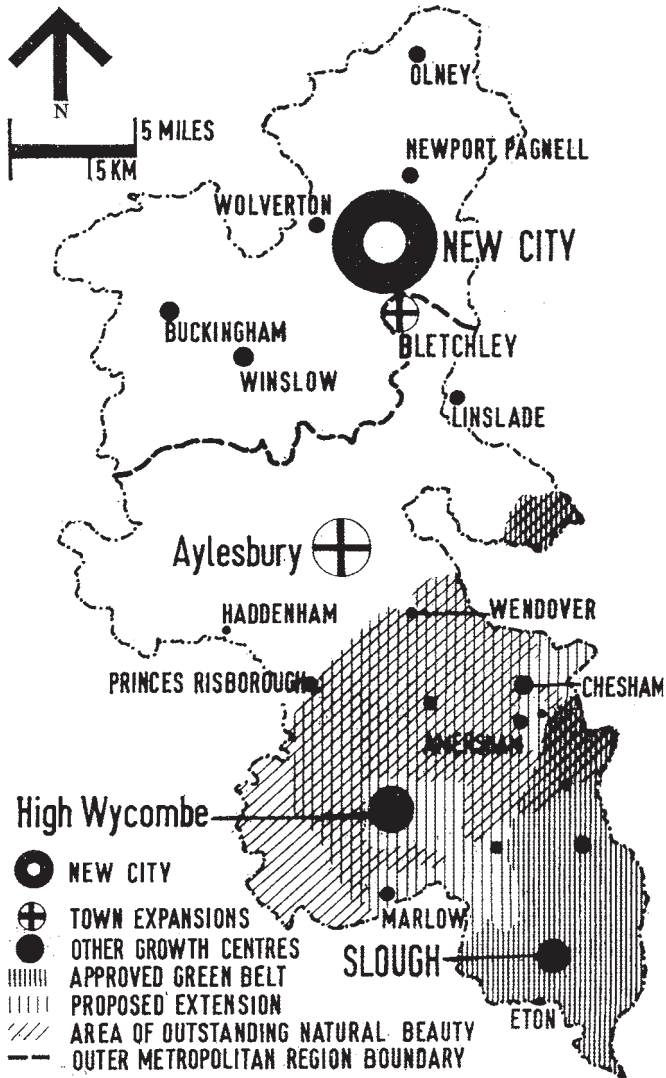 OLNEY
N
5 MILES
5 KM
NEWPORT PAGNELL
WOLVERTON
NEW CITY
BUCKINGHAM
BLETCHLEY
WINSLOW
LINSLADE
Aylesbury
HADDENHAM
WENDOVER
PRINCES RISBOROUGH
CHESHAM
AMERSHAM
High Wycombe
NEW CITY
TOWN EXPANSIONS
MARLOW
OTHER GROWTH CENTRES
SLOUGH
APPROVED GREEN BELT
PROPOSED EXTENSION
ETON
AREA OF OUTSTANDING NATURAL BEAUTY
OUTER METROPOLITAN REGION BOUNDARY